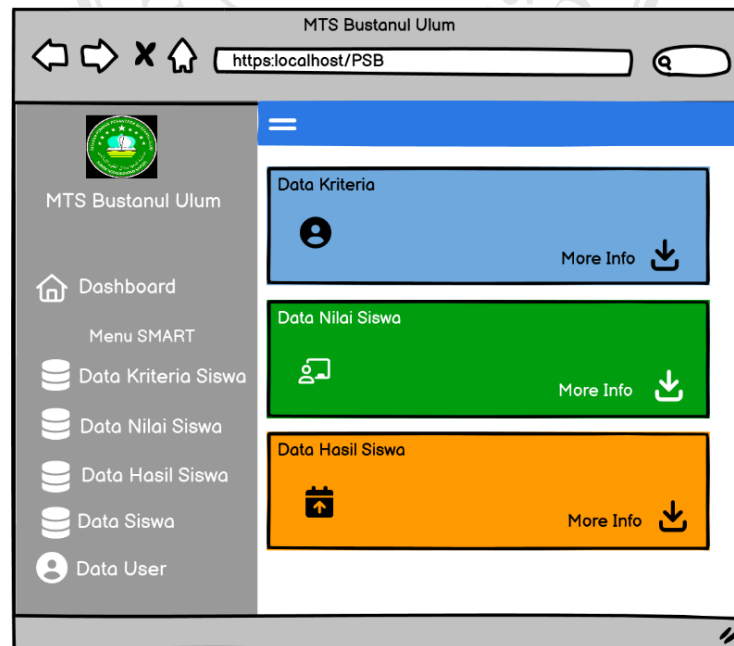 MTS Bustanul Ulum
https:localhost/PSB
MTS Bustanul Ulum
Dashboard
Menu SMART
Data Kriteria Siswa
Data Nilai Siswa
Data Hasil Siswa
Data Siswa
Data User
Data Kriteria
More Info
Data Nilai Siswa
More Info
Data Hasil Siswa
More Info